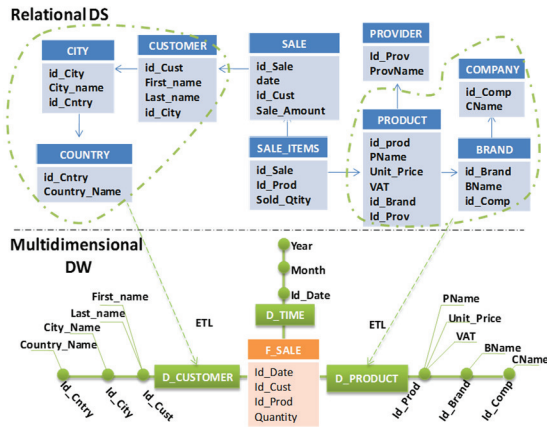 Relational DS
CITY
id_City
City_name
id_Cntry
CUSTOMER
id_Cust
First_name
Last_name
id_City
SALE
id_Sale
date
id_Cust
Sale_Amount
PROVIDER
Id_Prov
ProvName
COMPANY
id_Comp
CName
COUNTRY
id_Cntry
Country_Name
SALE_ITEMS
id_Sale
Id_Prod
Sold_Qtity
PRODUCT
id_prod
PName
Unit_Price
VAT
id_Brand
Id_Prov
BRAND
id_Brand
BName
id_Comp
Multidimensional
DW
Year
Month
Id_Date
D_TIME
ETL
ETL
First_name
Last_name
City_Name
Country_Name
Id_Cntry
Id_City
Id_Cust
D_CUSTOMER
F_SALE
Id_Date
Id_Cust
Id_Prod
Quantity
D_PRODUCT
PName
Unit_Price
VAT
BName
CName
Id_Prod
Id_Brand
Id_Comp